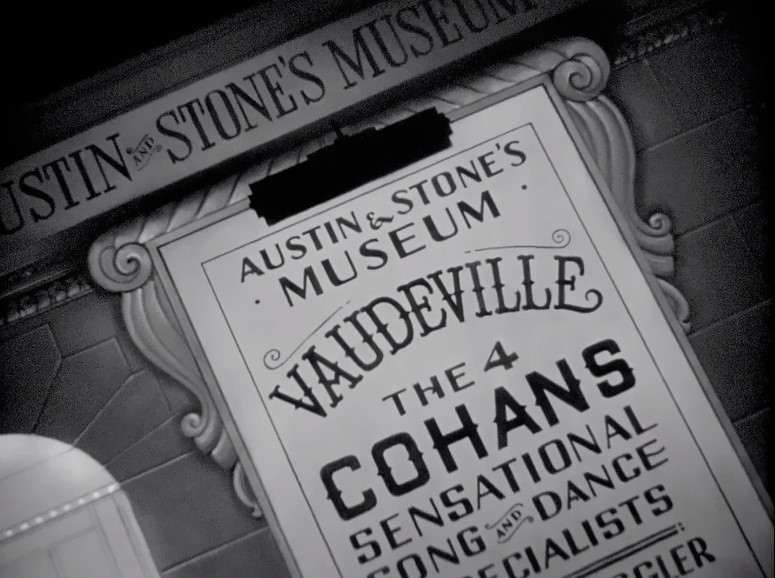 USTIN AND STONE'S MUSEUM
AUSTIN & STONE'S
· MUSEUM ·
VAUDEVILLE
THE 4
COHANS
SENSATIONAL
SONG AND DANCE
SPECIALISTS